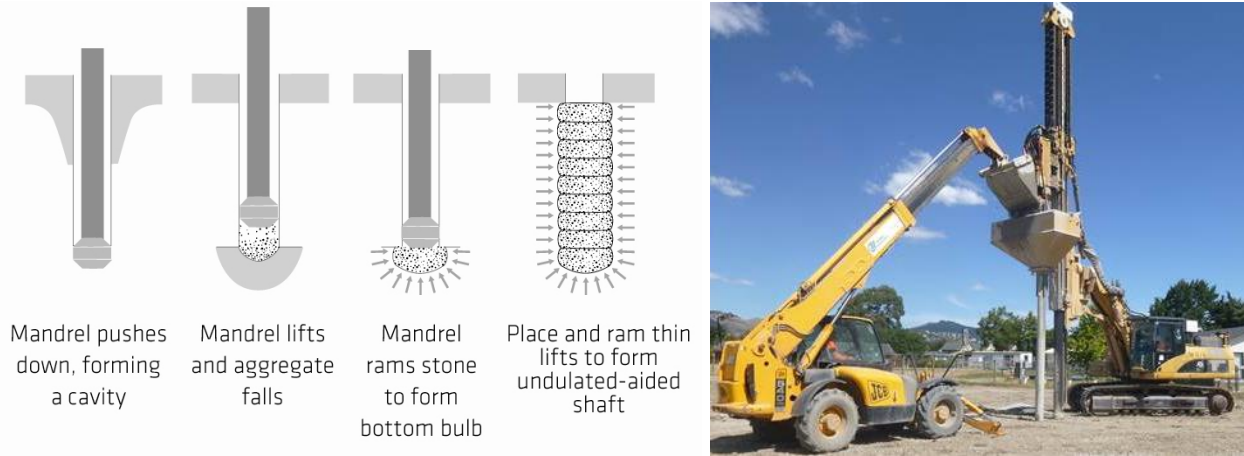 Mandrel pushes
down, forming
a cavity
Mandrel lifts
and aggregate
falls
Mandrel
rams stone
to form
bottom bulb
Place and ram thin
lifts to form
undulated-aided
shaft
JCB